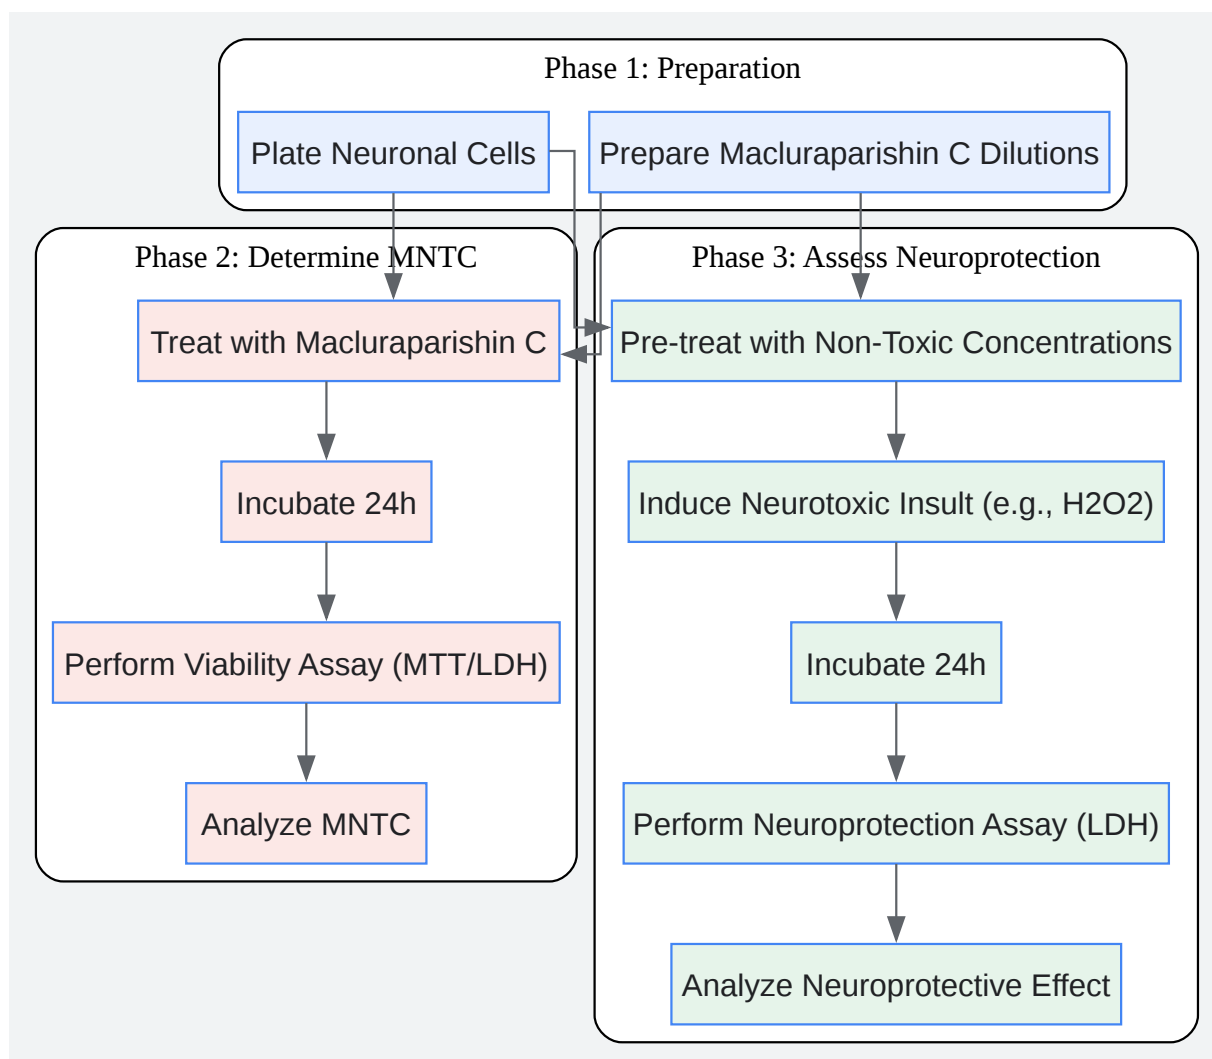 Phase 1: Preparation
Plate Neuronal Cells
Prepare Macluraparishin C Dilutions
Phase 2: Determine MNTC
Treat with Macluraparishin C
Incubate 24h
Perform Viability Assay (MTT/LDH)
Analyze MNTC
Phase 3: Assess Neuroprotection
Pre-treat with Non-Toxic Concentrations
Induce Neurotoxic Insult (e.g., H2O2)
Incubate 24h
Perform Neuroprotection Assay (LDH)
Analyze Neuroprotective Effect